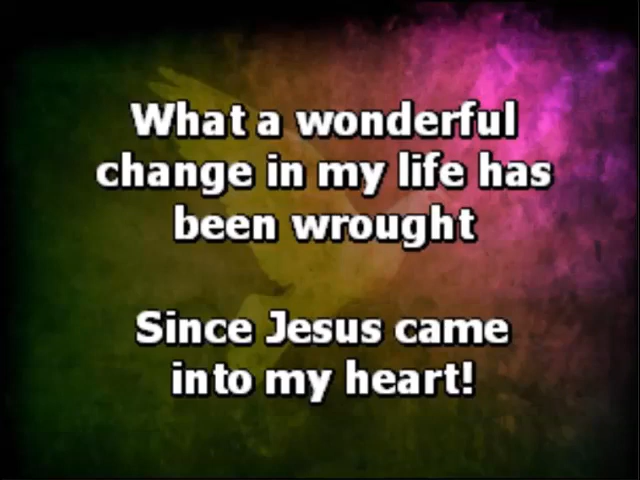 What a wonderful
change in my life has
been wrought
Since Jesus came
into my heart!